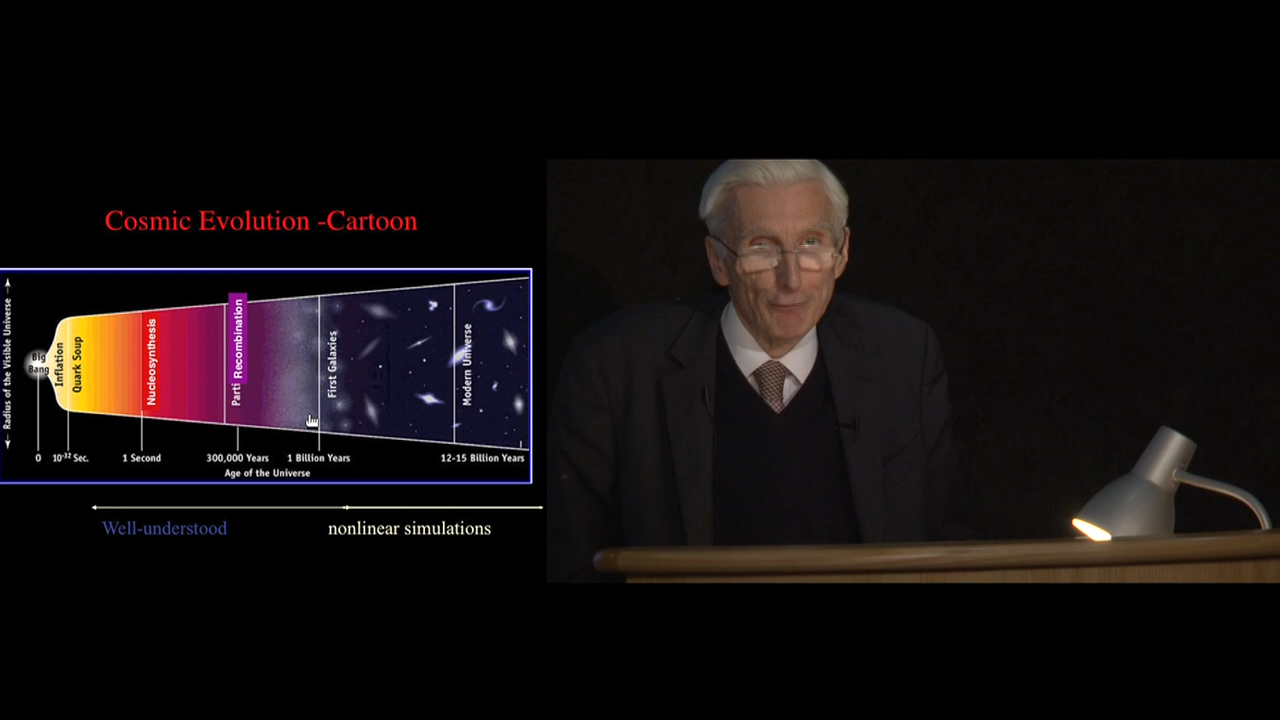 Cosmic Evolution -Cartoon
Radius of the Visible Universe
Big
Bang
Inflation
Quark Soup
Nucleosynthesis
Parti Recombination
First Galaxies
Modern Universe
0
10-32 Sec.
1 Second
300,000 Years
1 Billion Years
12-15 Billion Years
Age of the Universe
Well-understood
nonlinear simulations